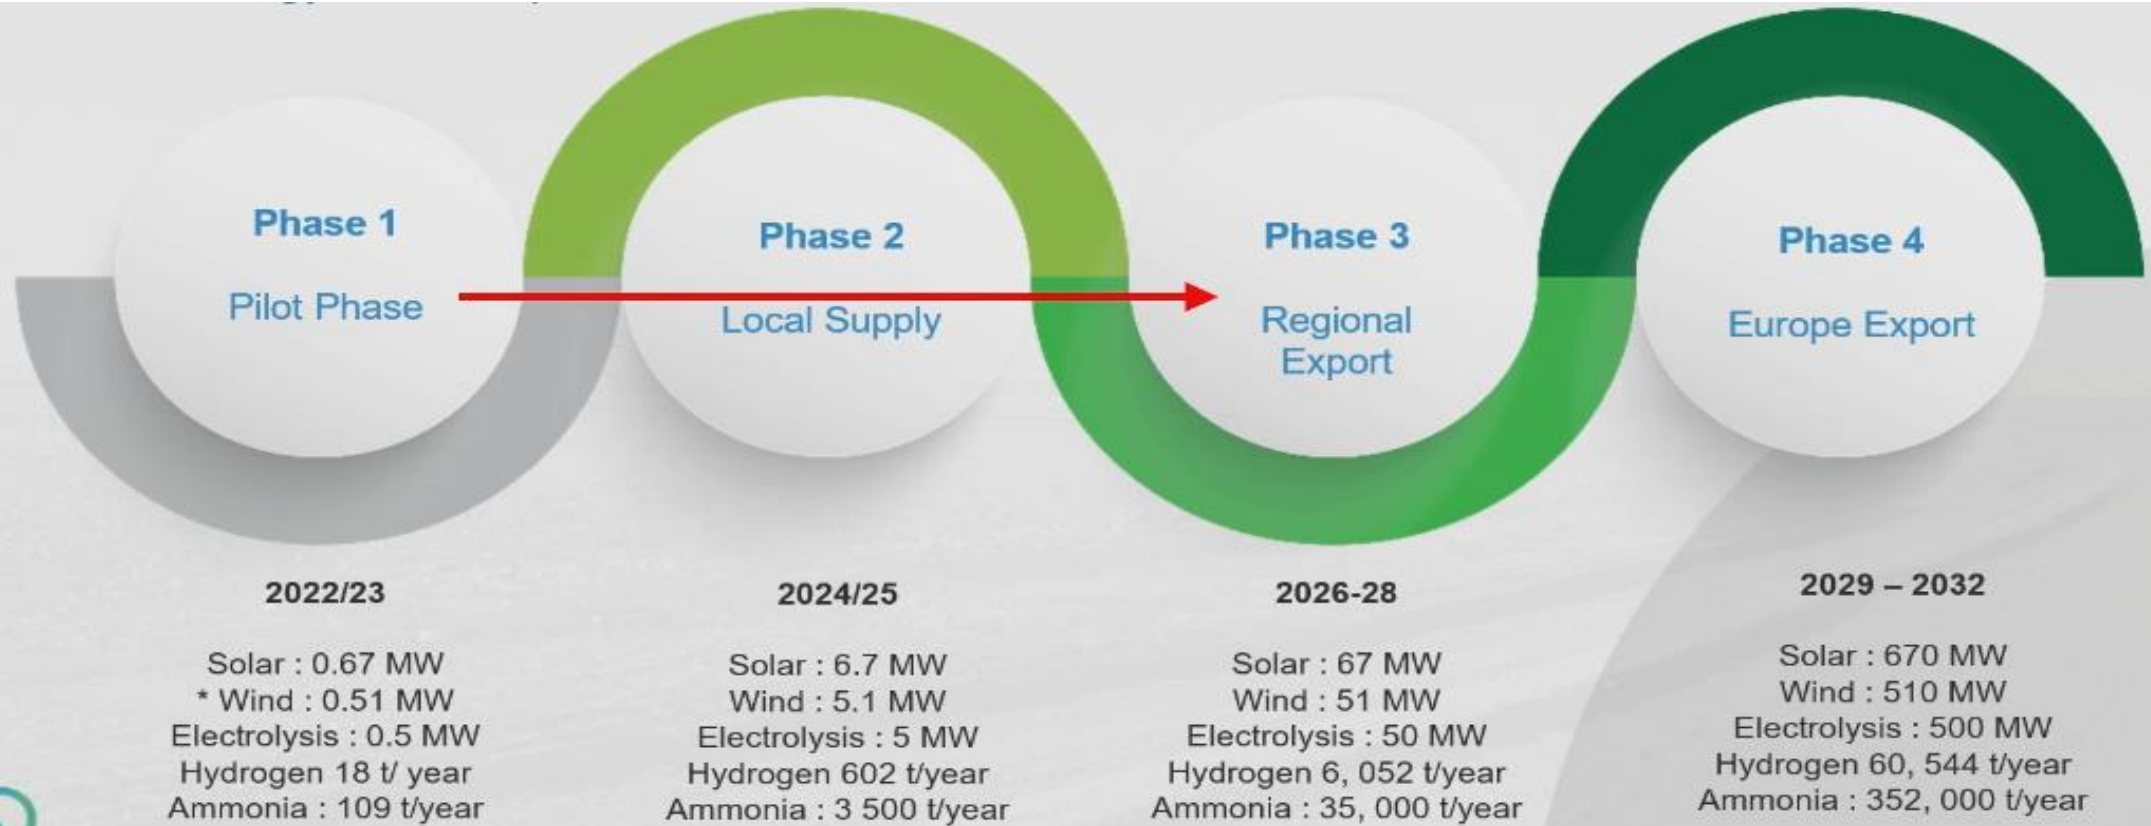 Phase 1
Pilot Phase
2022/23
Solar : 0.67 MW
* Wind : 0.51 MW
Electrolysis : 0.5 MW
Hydrogen 18 t/ year
Ammonia : 109 t/year
Phase 2
Local Supply
2024/25
Solar : 6.7 MW
Wind : 5.1 MW
Electrolysis : 5 MW
Hydrogen 602 t/year
Ammonia : 3 500 t/year
Phase 3
Regional
Export
2026-28
Solar : 67 MW
Wind : 51 MW
Electrolysis : 50 MW
Hydrogen 6, 052 t/year
Ammonia : 35, 000 t/year
Phase 4
Europe Export
2029 – 2032
Solar : 670 MW
Wind : 510 MW
Electrolysis : 500 MW
Hydrogen 60, 544 t/year
Ammonia : 352, 000 t/year